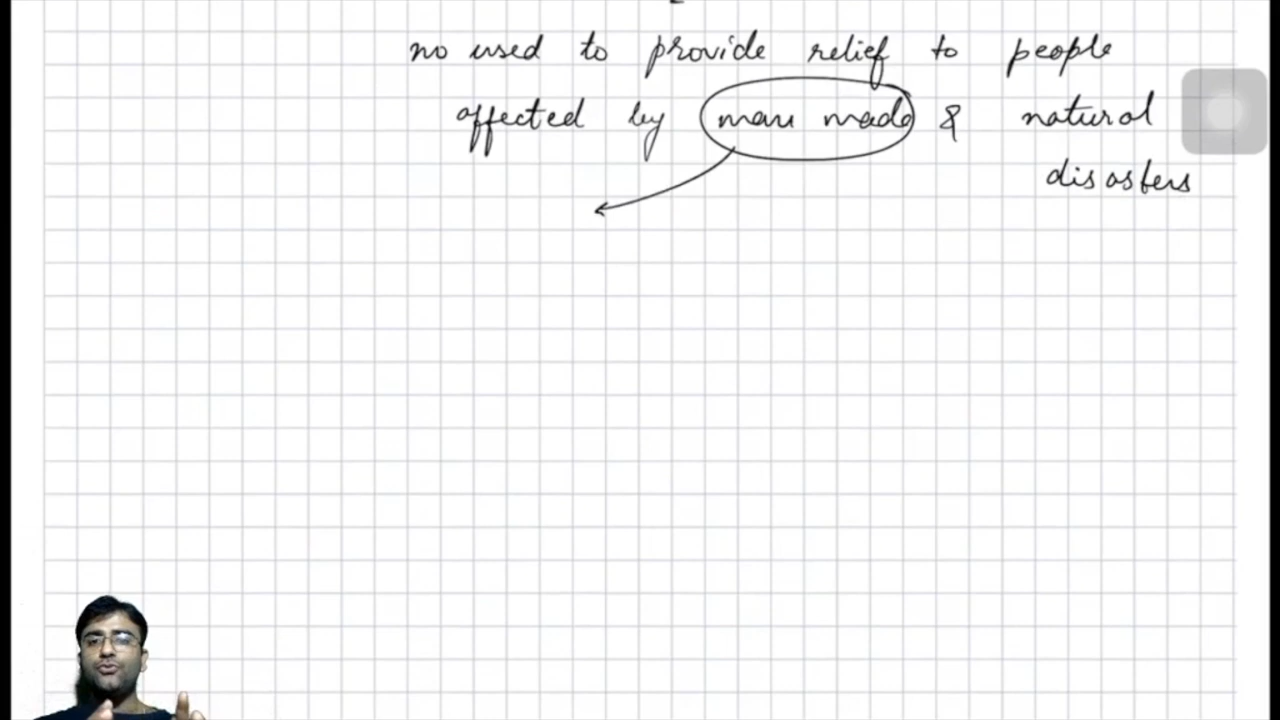 no used to provide relief to people
affected by man made & natural
disasters